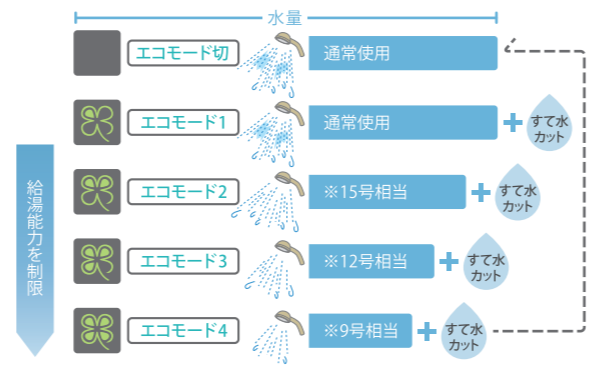 水量
エコモード切
通常使用
エコモード1
通常使用
すて水
カット
エコモード2
※15号相当
すて水
カット
エコモード3
※12号相当
すて水
カット
エコモード4
※9号相当
すて水
カット
給湯能力を制限